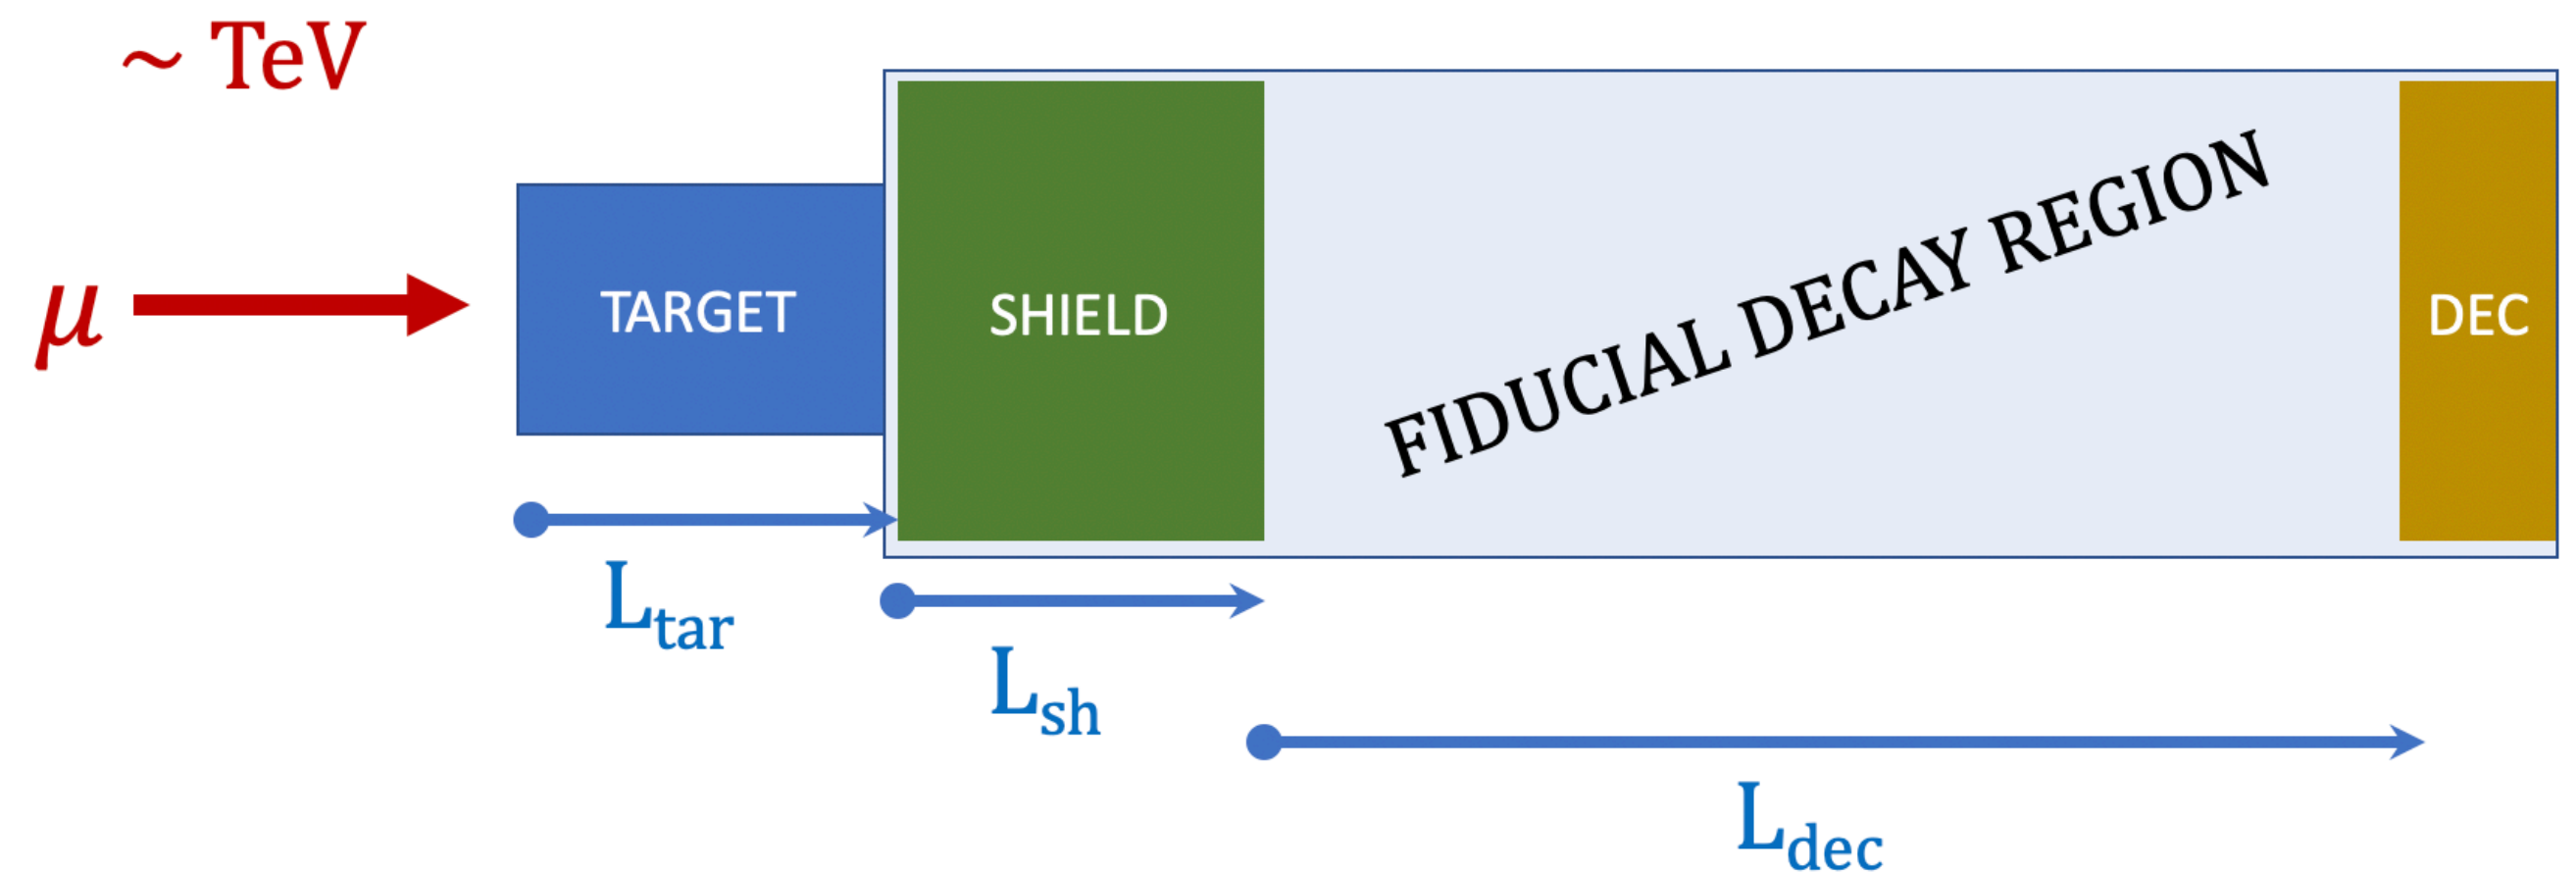 ~ TeV
μ
TARGET
SHIELD
FIDUCIAL DECAY REGION
DEC
L_tar
L_sh
L_dec